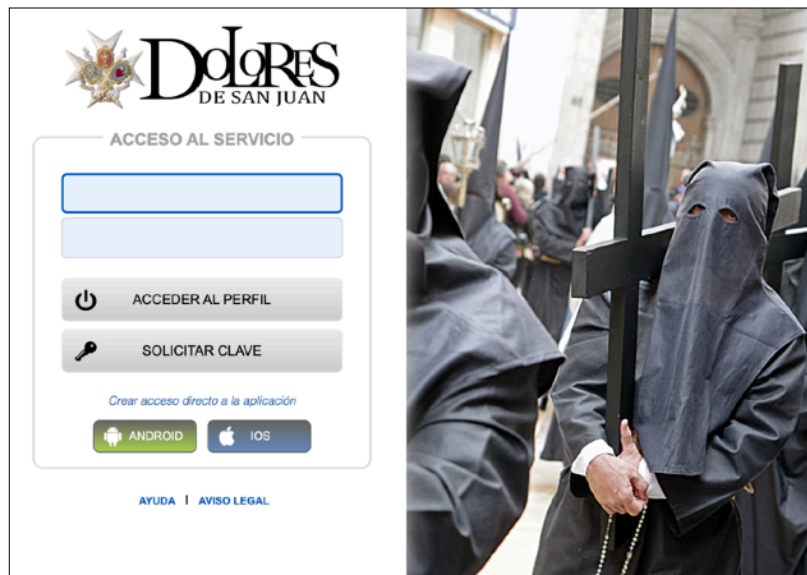 DOLORES
DE SAN JUAN
ACCESO AL SERVICIO
ACCEDER AL PERFIL
SOLICITAR CLAVE
Crear acceso directo a la aplicación
ANDROID
IOS
AYUDA | AVISO LEGAL